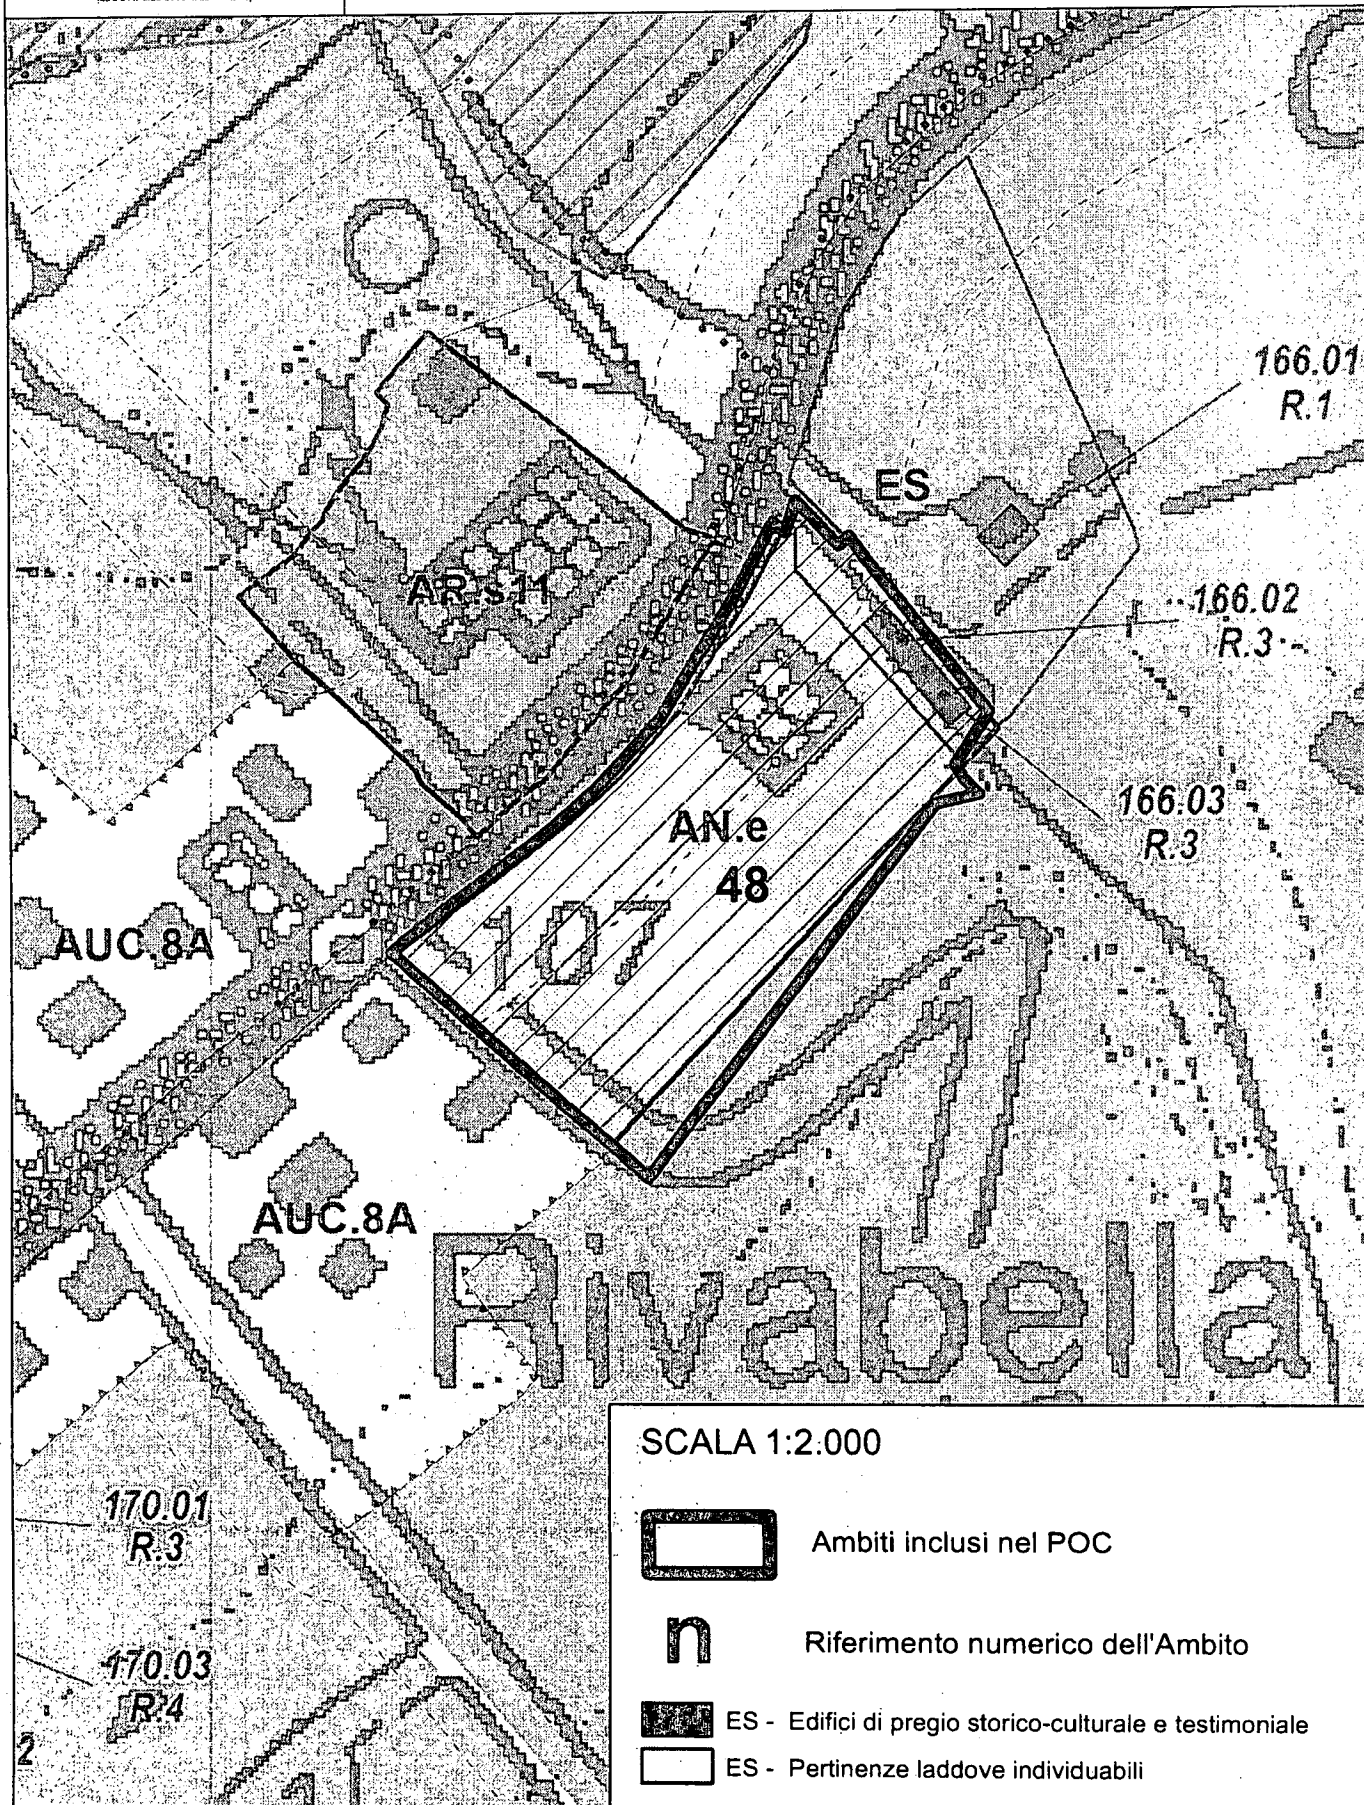 166.01
R.1
ES
AR.s11
166.02
R.3
166.03
R.3
AN.e
48
107
AUC.8A
AUC.8A
Rivabella
SCALA 1:2.000
Ambiti inclusi nel POC
n
Riferimento numerico dell'Ambito
170.01
R.3
170.03
R.4
ES - Edifici di pregio storico-culturale e testimoniale
ES - Pertinenze laddove individuabili
2